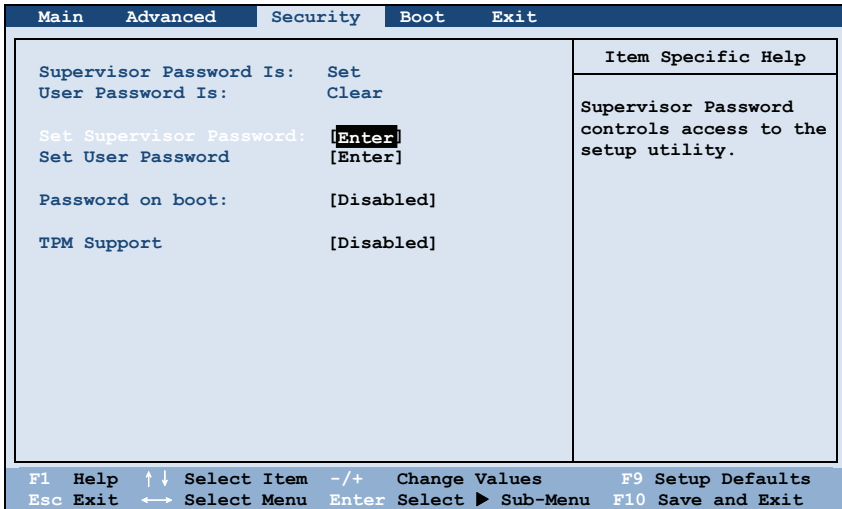 Main Advanced Security Boot Exit
Item Specific Help
Supervisor Password Is: Set
User Password Is: Clear
Set Supervisor Password: [Enter]
Set User Password [Enter]
Password on boot: [Disabled]
TPM Support [Disabled]
Supervisor Password
controls access to the
setup utility.
F1 Help ↑↓ Select Item -/+ Change Values F9 Setup Defaults
Esc Exit ←→ Select Menu Enter Select ▶ Sub-Menu F10 Save and Exit